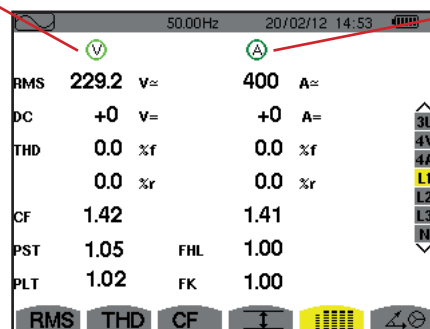 50.00Hz 20/02/12 14:53
V A
RMS 229.2 V≃ 400 A≃
DC +0 V= +0 A=
THD 0.0 %f 0.0 %f
0.0 %r 0.0 %r
CF 1.42 1.41
PST 1.05 FHL 1.00
PLT 1.02 FK 1.00
3U
4V
4A
L1
L2
L3
N
RMS THD CF